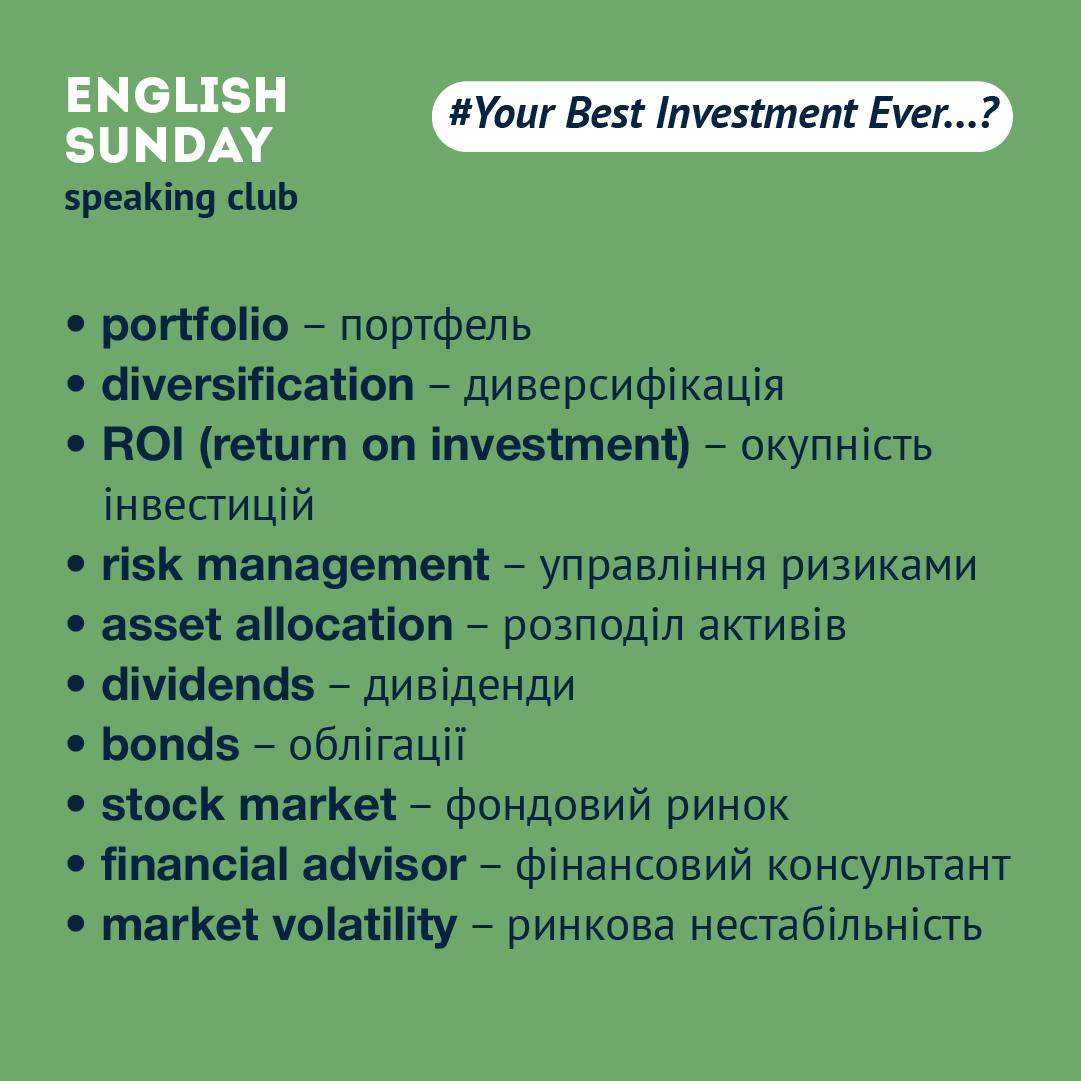 ENGLISH
SUNDAY
speaking club
#Your Best Investment Ever...?
• portfolio – портфель
• diversification – диверсифікація
• ROI (return on investment) – окупність
інвестицій
• risk management – управління ризиками
• asset allocation – розподіл активів
• dividends – дивіденди
• bonds – облігації
• stock market – фондовий ринок
• financial advisor – фінансовий консультант
• market volatility – ринкова нестабільність